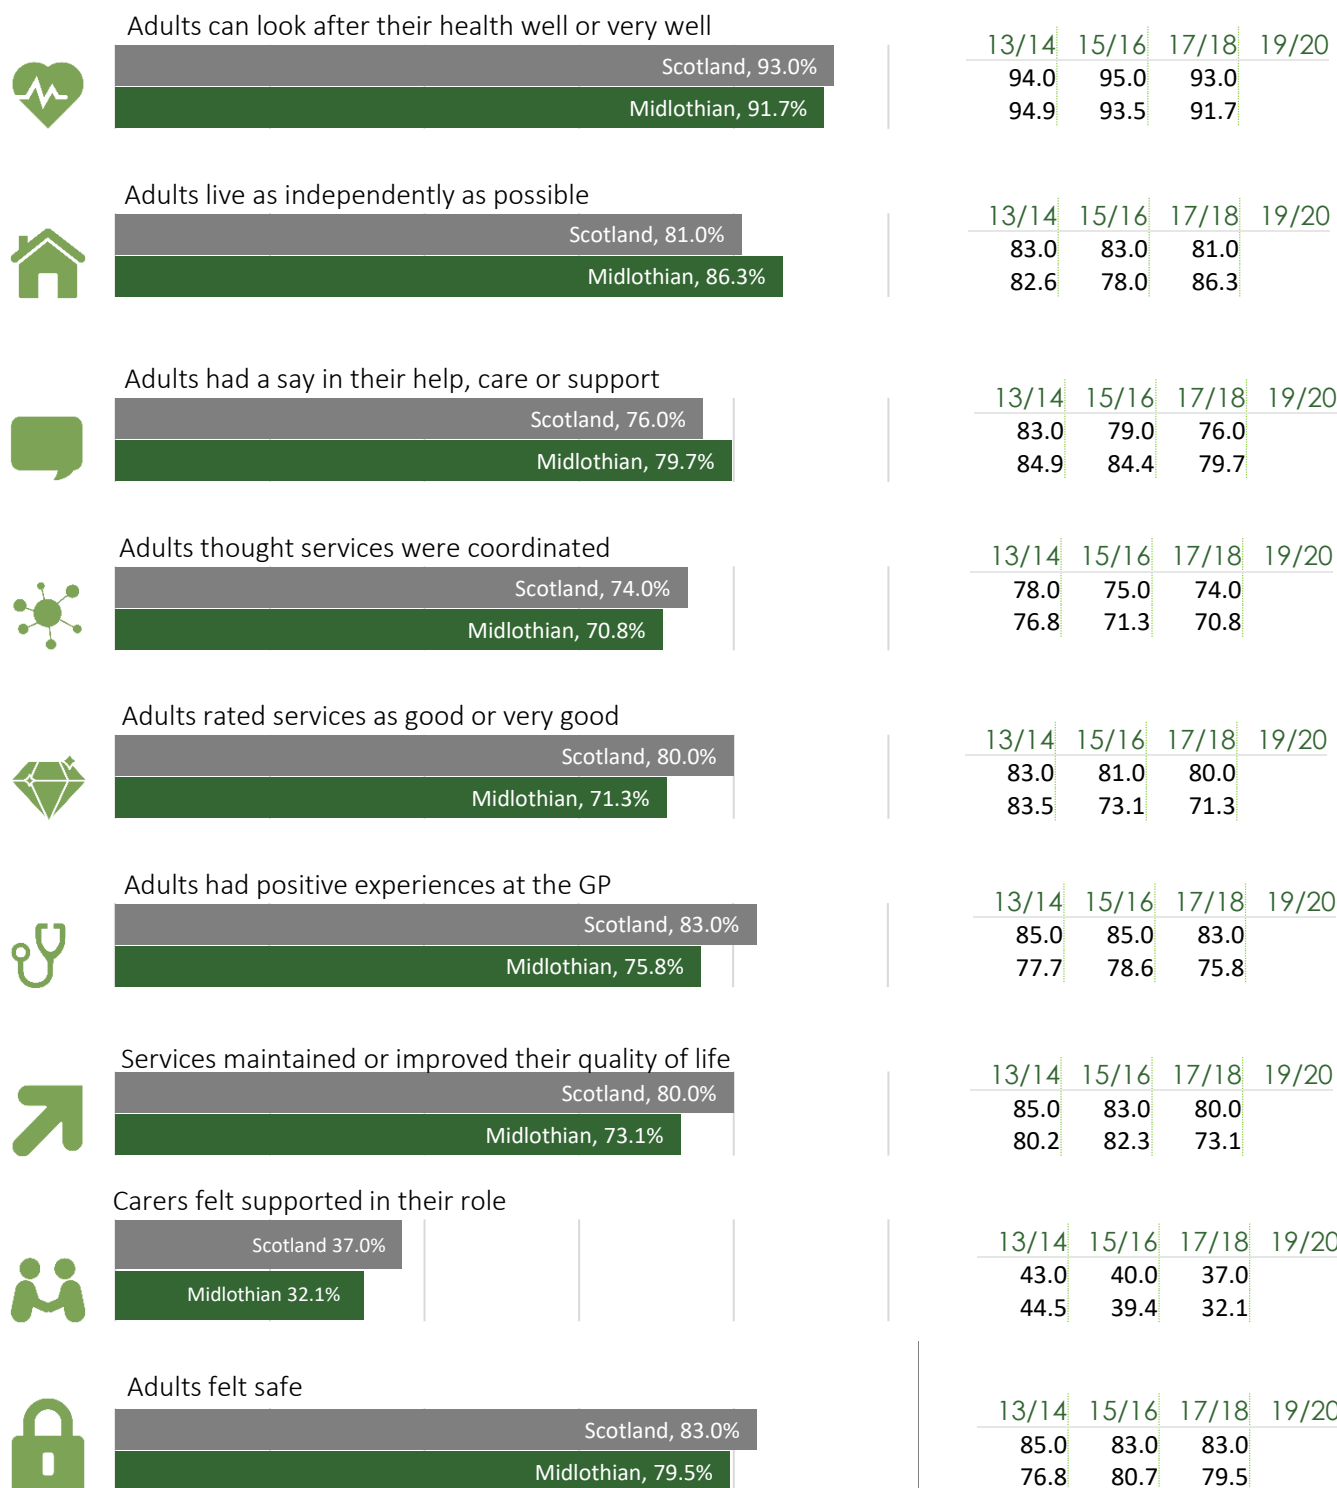 Adults can look after their health well or very well
Scotland, 93.0%
Midlothian, 91.7%
13/14 15/16 17/18 19/20
94.0 95.0 93.0
94.9 93.5 91.7
Adults live as independently as possible
Scotland, 81.0%
Midlothian, 86.3%
13/14 15/16 17/18 19/20
83.0 83.0 81.0
82.6 78.0 86.3
Adults had a say in their help, care or support
Scotland, 76.0%
Midlothian, 79.7%
13/14 15/16 17/18 19/20
83.0 79.0 76.0
84.9 84.4 79.7
Adults thought services were coordinated
Scotland, 74.0%
Midlothian, 70.8%
13/14 15/16 17/18 19/20
78.0 75.0 74.0
76.8 71.3 70.8
Adults rated services as good or very good
Scotland, 80.0%
Midlothian, 71.3%
13/14 15/16 17/18 19/20
83.0 81.0 80.0
83.5 73.1 71.3
Adults had positive experiences at the GP
Scotland, 83.0%
Midlothian, 75.8%
13/14 15/16 17/18 19/20
85.0 85.0 83.0
77.7 78.6 75.8
Services maintained or improved their quality of life
Scotland, 80.0%
Midlothian, 73.1%
13/14 15/16 17/18 19/20
85.0 83.0 80.0
80.2 82.3 73.1
Carers felt supported in their role
Scotland 37.0%
Midlothian 32.1%
13/14 15/16 17/18 19/20
43.0 40.0 37.0
44.5 39.4 32.1
Adults felt safe
Scotland, 83.0%
Midlothian, 79.5%
13/14 15/16 17/18 19/20
85.0 83.0 83.0
76.8 80.7 79.5